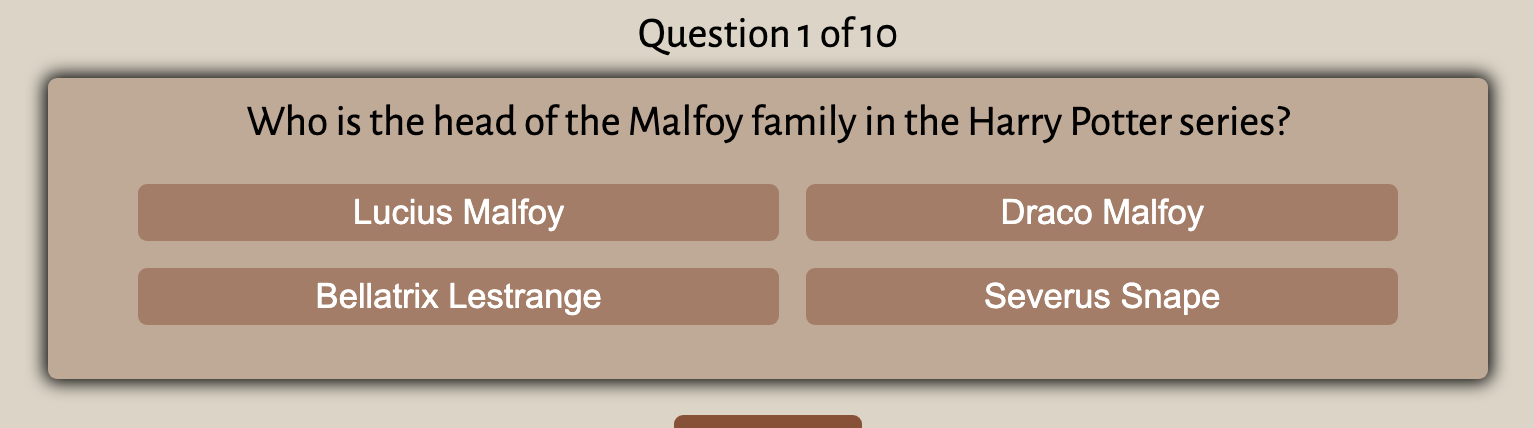 Question 1 of 10
Who is the head of the Malfoy family in the Harry Potter series?
Lucius Malfoy
Draco Malfoy
Bellatrix Lestrange
Severus Snape